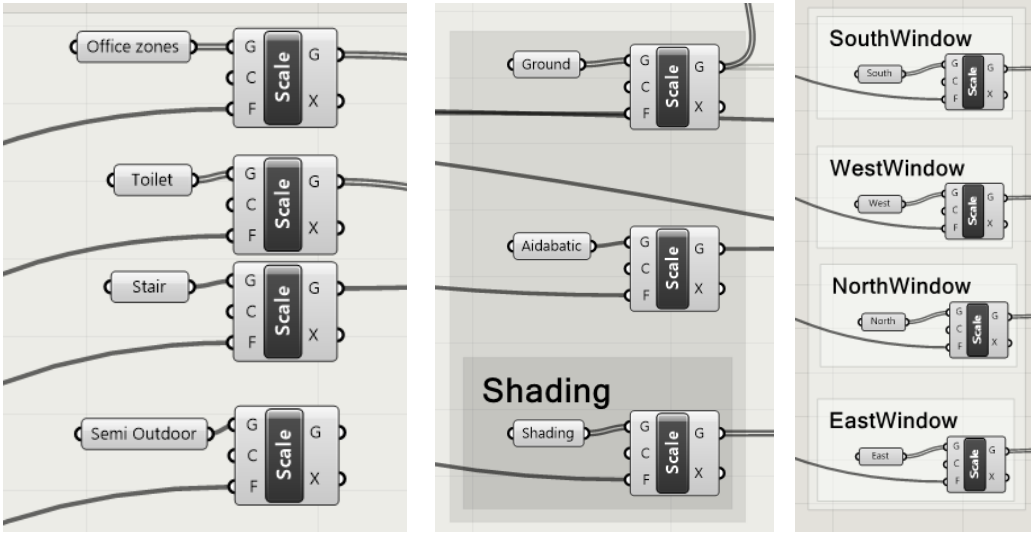 Office zones
G
C
F
Scale
G
X
Toilet
G
C
F
Scale
G
X
Stair
G
C
F
Scale
G
X
Semi Outdoor
G
C
F
Scale
G
X
Ground
G
C
F
Scale
G
X
Aidabatic
G
C
F
Scale
G
X
Shading
Shading
G
C
F
Scale
G
X
SouthWindow
South
G
C
F
Scale
G
X
WestWindow
West
G
C
F
Scale
G
X
NorthWindow
North
G
C
F
Scale
G
X
EastWindow
East
G
C
F
Scale
G
X